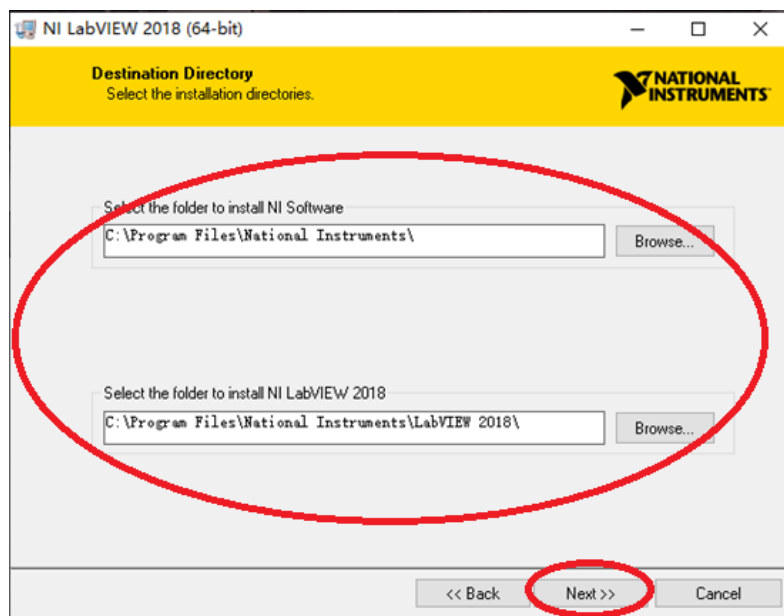 NI LabVIEW 2018 (64-bit)
Destination Directory
Select the installation directories.
NATIONAL
INSTRUMENTS™
Select the folder to install NI Software
C:\Program Files\National Instruments\
Browse...
Select the folder to install NI LabVIEW 2018
C:\Program Files\National Instruments\LabVIEW 2018\
Browse...
<< Back
Next >>
Cancel